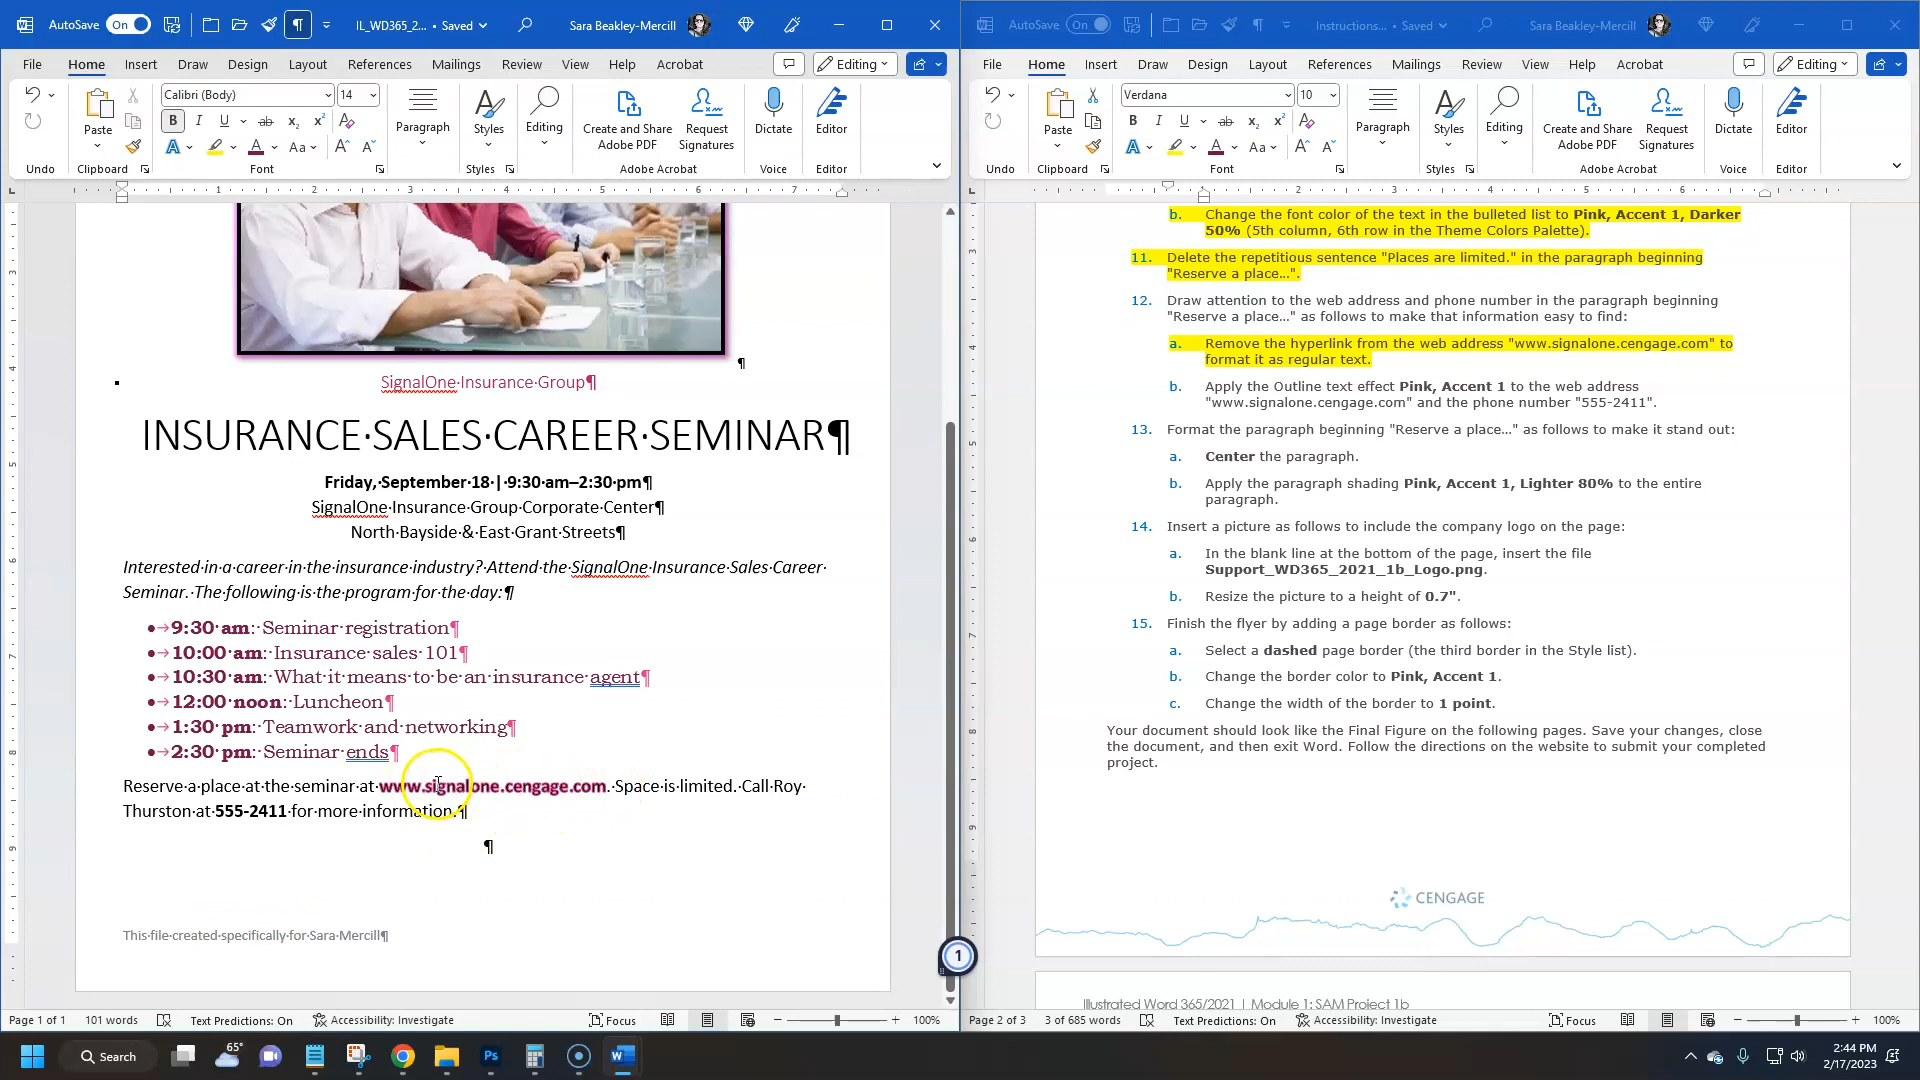 AutoSave On IL_WD365_2... • Saved Sara Beakley-Mercill
File Home Insert Draw Design Layout References Mailings Review View Help Acrobat Editing
Calibri (Body) 14
Paste Paragraph Styles Editing Create and Share Adobe PDF Request Signatures Dictate Editor
Undo Clipboard Font Styles Adobe Acrobat Voice Editor
SignalOne·Insurance·Group¶
INSURANCE·SALES·CAREER·SEMINAR¶
Friday,·September·18·|·9:30·am–2:30·pm¶
SignalOne·Insurance·Group·Corporate·Center¶
North·Bayside·&·East·Grant·Streets¶
Interested·in·a·career·in·the·insurance·industry?·Attend·the·SignalOne·Insurance·Sales·Career·
Seminar.·The·following·is·the·program·for·the·day:¶
•→9:30·am:·Seminar·registration¶
•→10:00·am:·Insurance·sales·101¶
•→10:30·am:·What·it·means·to·be·an·insurance·agent¶
•→12:00·noon:·Luncheon¶
•→1:30·pm:·Teamwork·and·networking¶
•→2:30·pm:·Seminar·ends¶
Reserve·a·place·at·the·seminar·at·www.signalone.cengage.com.·Space·is·limited.·Call·Roy·
Thurston·at·555-2411·for·more·information.¶
¶
This·file·created·specifically·for·Sara·Mercill¶
Page 1 of 1 101 words Text Predictions: On Accessibility: Investigate Focus 100%
AutoSave On Instructions... • Saved Sara Beakley-Mercill
File Home Insert Draw Design Layout References Mailings Review View Help Acrobat Editing
Verdana 10
Paste Paragraph Styles Editing Create and Share Adobe PDF Request Signatures Dictate Editor
Undo Clipboard Font Styles Adobe Acrobat Voice Editor
b. Change the font color of the text in the bulleted list to Pink, Accent 1, Darker
50% (5th column, 6th row in the Theme Colors Palette).
11. Delete the repetitious sentence "Places are limited." in the paragraph beginning
"Reserve a place...".
12. Draw attention to the web address and phone number in the paragraph beginning
"Reserve a place..." as follows to make that information easy to find:
a. Remove the hyperlink from the web address "www.signalone.cengage.com" to
format it as regular text.
b. Apply the Outline text effect Pink, Accent 1 to the web address
"www.signalone.cengage.com" and the phone number "555-2411".
13. Format the paragraph beginning "Reserve a place..." as follows to make it stand out:
a. Center the paragraph.
b. Apply the paragraph shading Pink, Accent 1, Lighter 80% to the entire
paragraph.
14. Insert a picture as follows to include the company logo on the page:
a. In the blank line at the bottom of the page, insert the file
Support_WD365_2021_1b_Logo.png.
b. Resize the picture to a height of 0.7".
15. Finish the flyer by adding a page border as follows:
a. Select a dashed page border (the third border in the Style list).
b. Change the border color to Pink, Accent 1.
c. Change the width of the border to 1 point.
Your document should look like the Final Figure on the following pages. Save your changes, close
the document, and then exit Word. Follow the directions on the website to submit your completed
project.
CENGAGE
Illustrated Word 365/2021 | Module 1: SAM Project 1b
Page 2 of 3 3 of 685 words Text Predictions: On Accessibility: Investigate Focus 100%
1
Search 65° 2:44 PM
2/17/2023